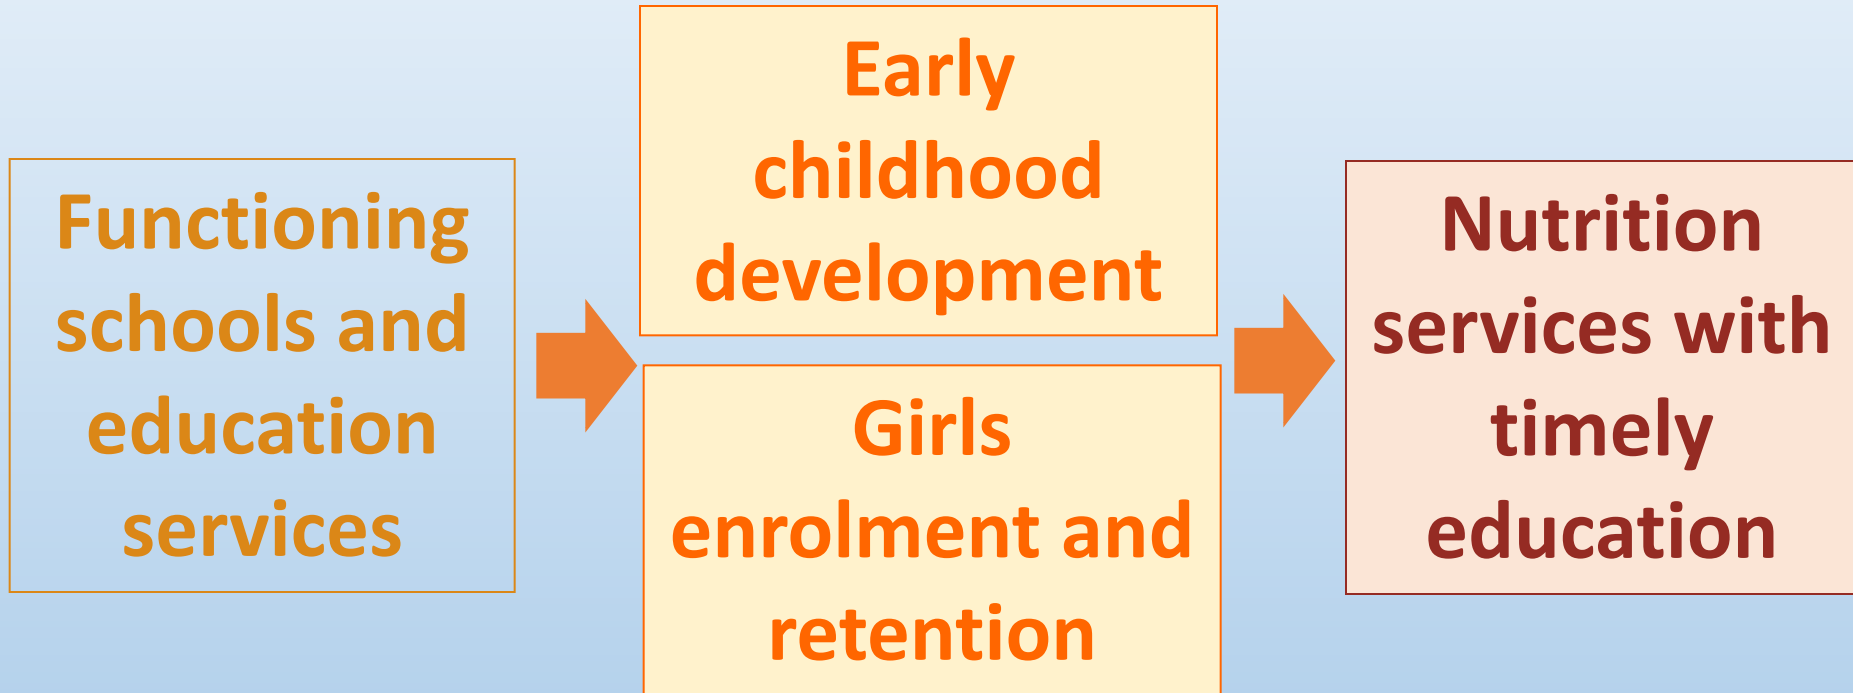 Functioning
schools and
education
services
Early
childhood
development
Girls
enrolment and
retention
Nutrition
services with
timely
education